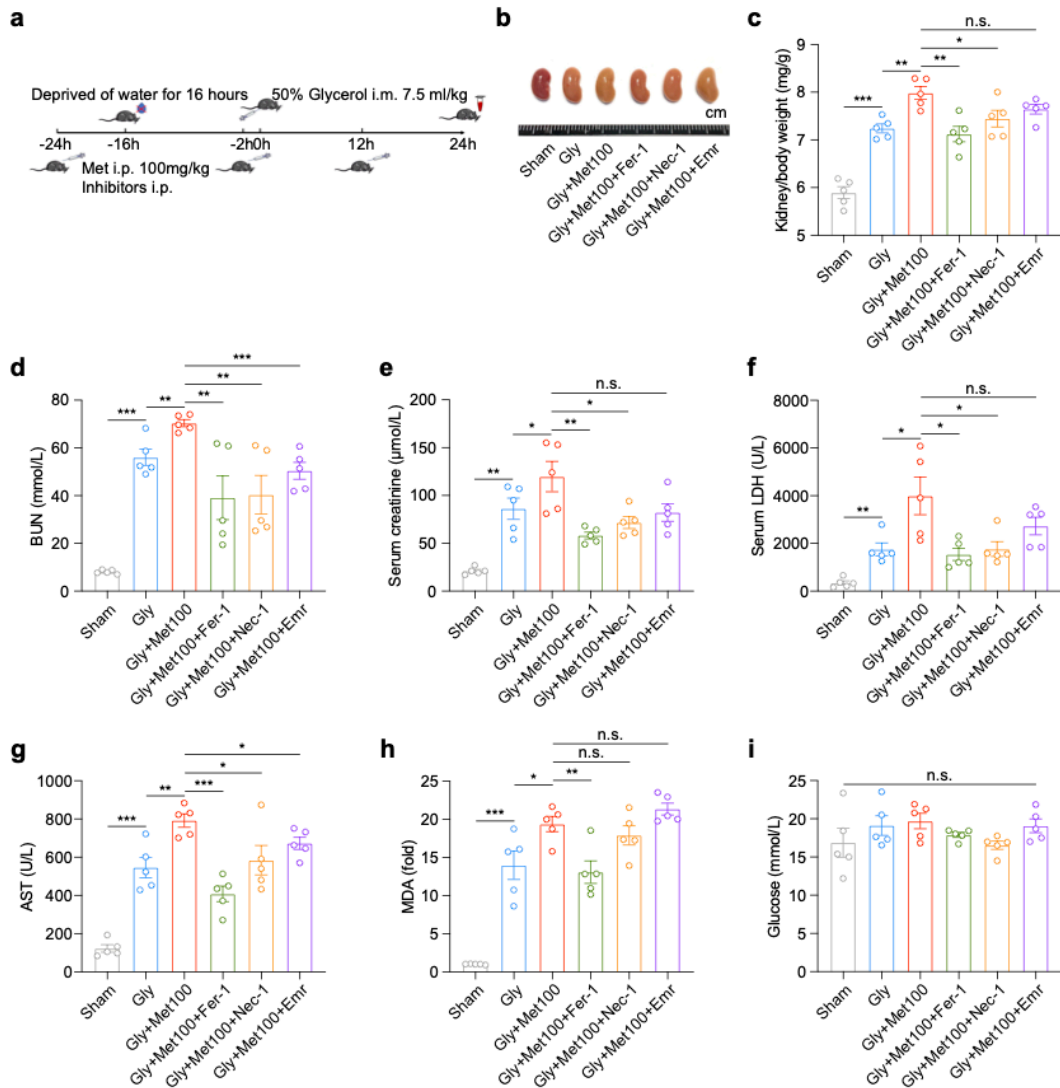 a
Deprived of water for 16 hours
50% Glycerol i.m. 7.5 ml/kg
-24h
-16h
-2h
00h
12h
24h
Met i.p. 100mg/kg
Inhibitors i.p.
b
cm
Sham
Gly
Gly+Met100
Gly+Met100+Fer-1
Gly+Met100+Nec-1
Gly+Met100+Emr
c
n.s.
*
**
**
***
Kidney/body weight (mg/g)
9
8
7
6
5
Sham
Gly
Gly+Met100
Gly+Met100+Fer-1
Gly+Met100+Nec-1
Gly+Met100+Emr
d
***
**
**
**
***
BUN (mmol/L)
80
60
40
20
0
Sham
Gly
Gly+Met100
Gly+Met100+Fer-1
Gly+Met100+Nec-1
Gly+Met100+Emr
e
n.s.
*
**
*
**
Serum creatinine (μmol/L)
200
150
100
50
0
Sham
Gly
Gly+Met100
Gly+Met100+Fer-1
Gly+Met100+Nec-1
Gly+Met100+Emr
f
n.s.
*
*
*
**
Serum LDH (U/L)
8000
6000
4000
2000
0
Sham
Gly
Gly+Met100
Gly+Met100+Fer-1
Gly+Met100+Nec-1
Gly+Met100+Emr
g
*
*
***
**
***
AST (U/L)
1000
800
600
400
200
0
Sham
Gly
Gly+Met100
Gly+Met100+Fer-1
Gly+Met100+Nec-1
Gly+Met100+Emr
h
n.s.
n.s.
**
*
***
MDA (fold)
25
20
15
10
5
0
Sham
Gly
Gly+Met100
Gly+Met100+Fer-1
Gly+Met100+Nec-1
Gly+Met100+Emr
i
n.s.
Glucose (mmol/L)
25
20
15
10
5
0
Sham
Gly
Gly+Met100
Gly+Met100+Fer-1
Gly+Met100+Nec-1
Gly+Met100+Emr